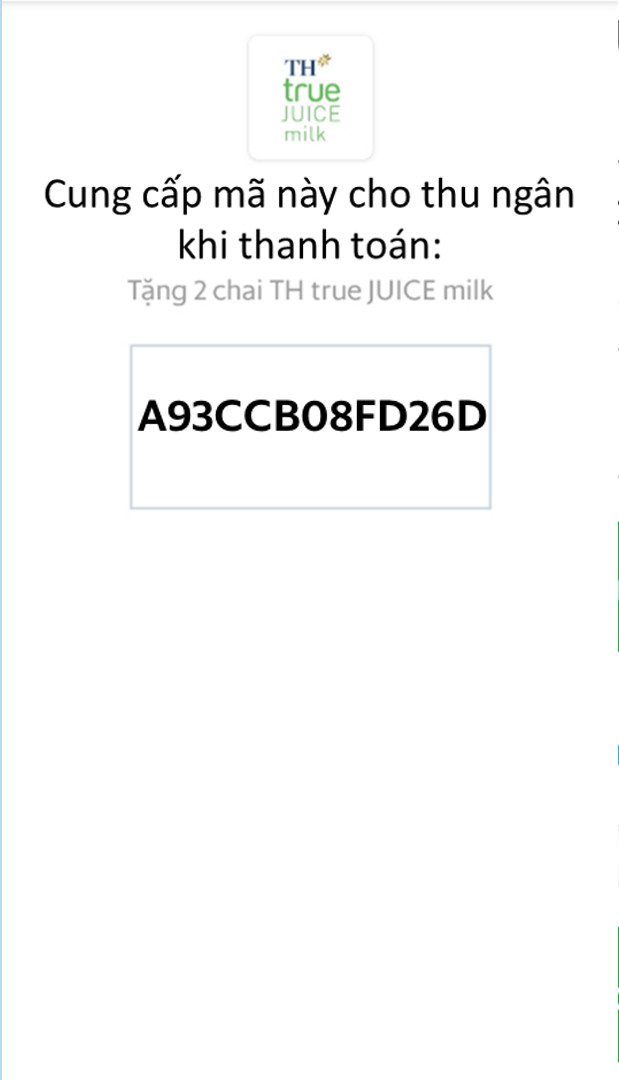 TH
true
JUICE
milk
Cung cấp mã này cho thu ngân
khi thanh toán:
Tặng 2 chai TH true JUICE milk
A93CCB08FD26D